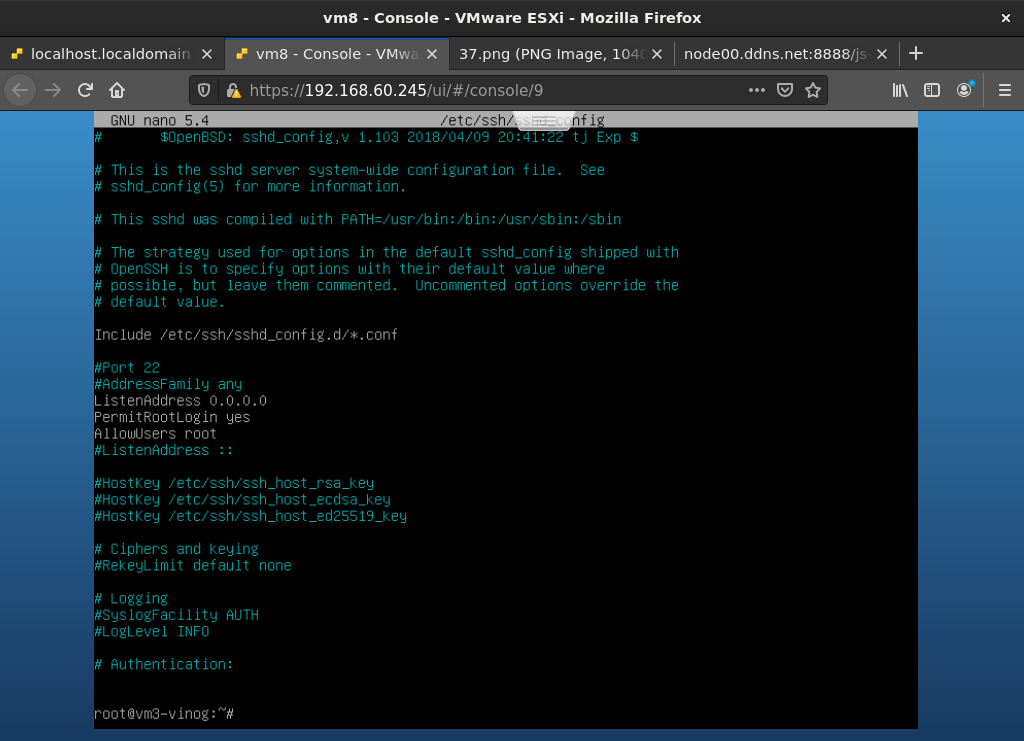 vm8 - Console - VMware ESXi - Mozilla Firefox
localhost.localdomain
vm8 - Console - VMwa
37.png (PNG Image, 104
node00.ddns.net:8888/js
https://192.168.60.245/ui/#/console/9
GNU nano 5.4 /etc/ssh/sshd_config
# $OpenBSD: sshd_config,v 1.103 2018/04/09 20:41:22 tj Exp $
# This is the sshd server system-wide configuration file. See
# sshd_config(5) for more information.
# This sshd was compiled with PATH=/usr/bin:/bin:/usr/sbin:/sbin
# The strategy used for options in the default sshd_config shipped with
# OpenSSH is to specify options with their default value where
# possible, but leave them commented. Uncommented options override the
# default value.
Include /etc/ssh/sshd_config.d/*.conf
#Port 22
#AddressFamily any
ListenAddress 0.0.0.0
PermitRootLogin yes
AllowUsers root
#ListenAddress ::
#HostKey /etc/ssh/ssh_host_rsa_key
#HostKey /etc/ssh/ssh_host_ecdsa_key
#HostKey /etc/ssh/ssh_host_ed25519_key
# Ciphers and keying
#RekeyLimit default none
# Logging
#SyslogFacility AUTH
#LogLevel INFO
# Authentication:
root@vm3-vinog:~#